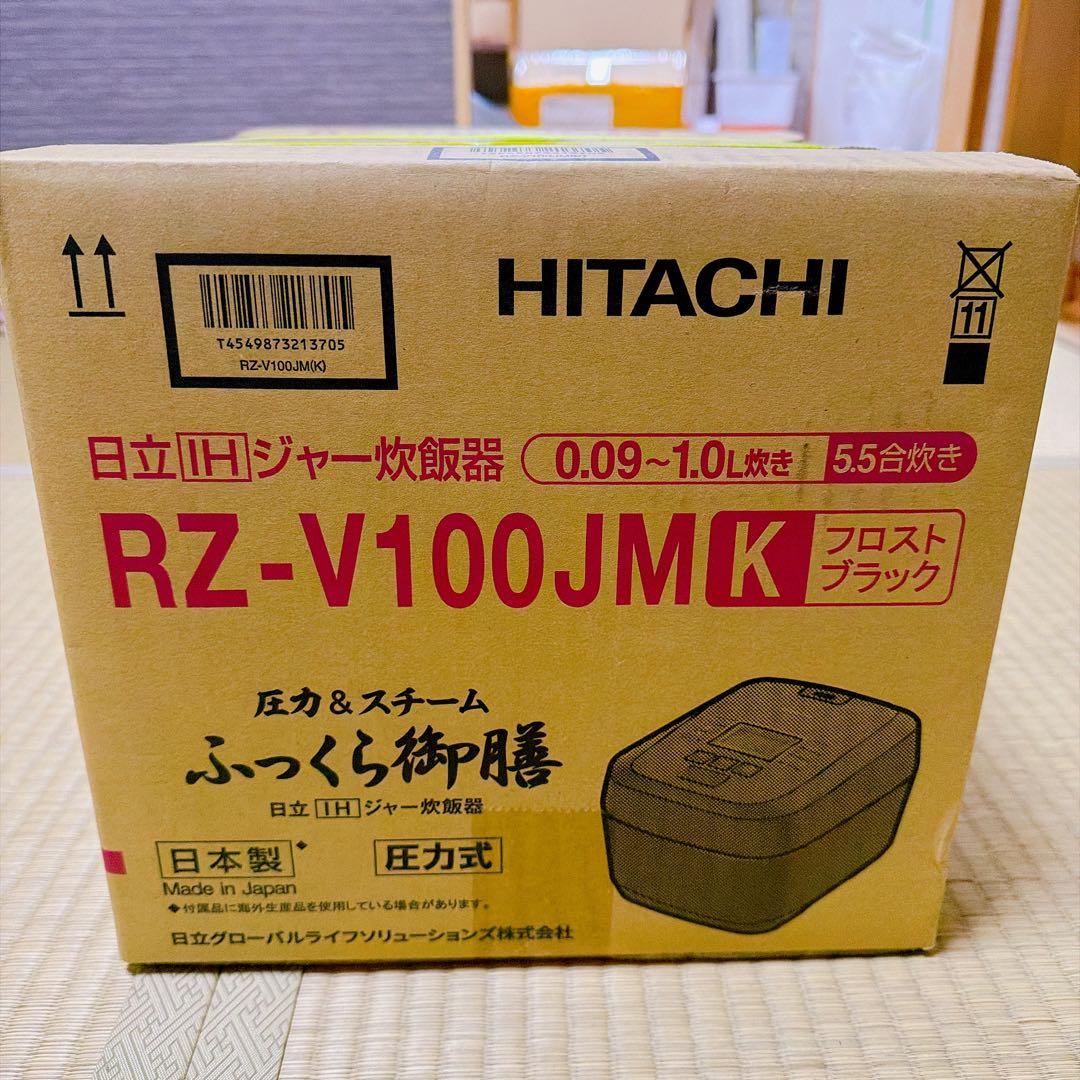 HITACHI
T4549873213705
RZ-V100JM(K)
11
日立IHジャー炊飯器 0.09~1.0L炊き 5.5合炊き
RZ-V100JM K フロスト
ブラック
圧力&スチーム
ふっくら御膳
日立IHジャー炊飯器
日本製◆ 圧力式
Made in Japan
◆付属品に海外生産品を使用している場合があります。
日立グローバルライフソリューションズ株式会社